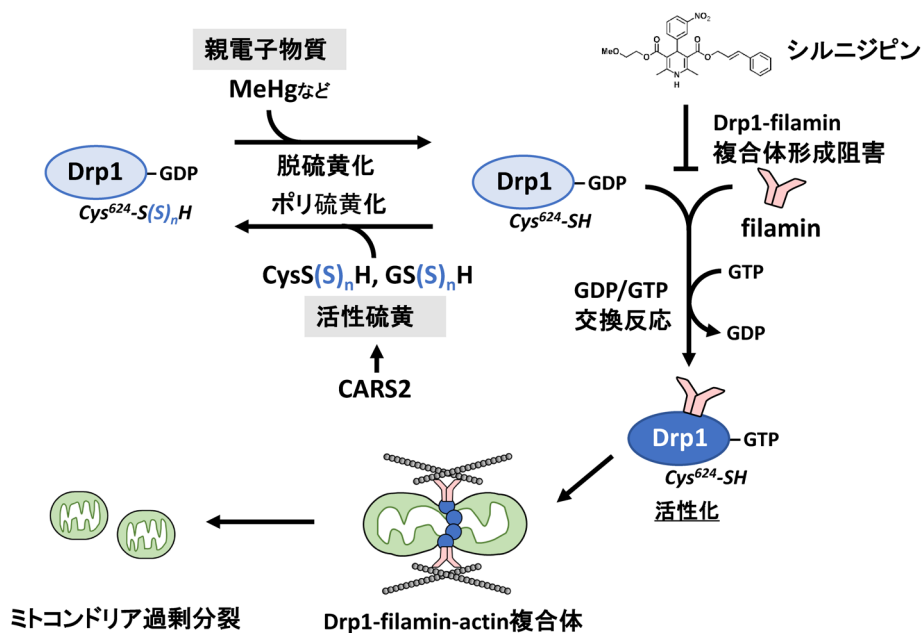 親電子物質
MeHgなど
脱硫黄化
Drp1
GDP
Cys⁶²⁴-S(S)ₙH
ポリ硫黄化
CysS(S)ₙH, GS(S)ₙH
活性硫黄
CARS2
NO₂
MeO
O
O
O
O
N
H
シルニジピン
Drp1-filamin
複合体形成阻害
Drp1
GDP
Cys⁶²⁴-SH
filamin
GDP/GTP
交換反応
GTP
GDP
Drp1
GTP
Cys⁶²⁴-SH
活性化
Drp1-filamin-actin複合体
ミトコンドリア過剰分裂